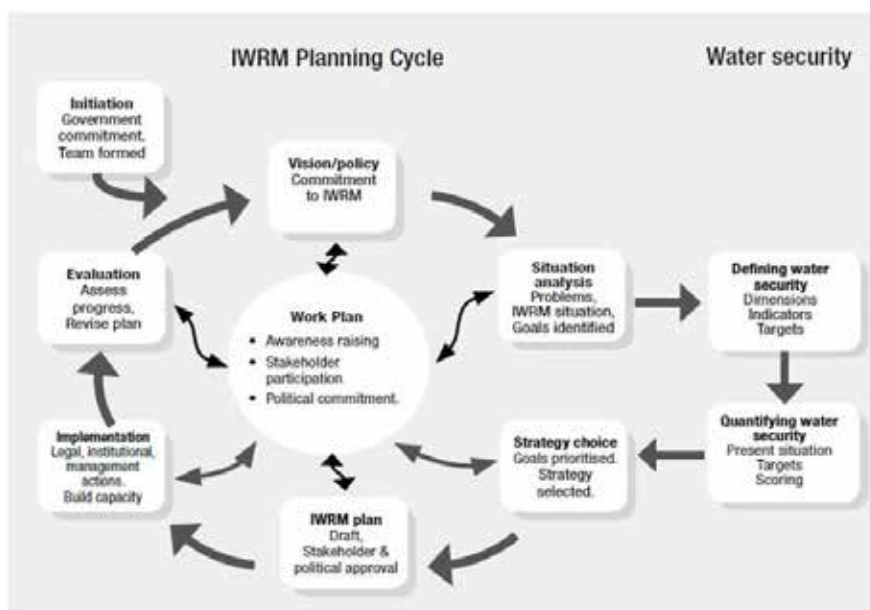 IWRM Planning Cycle
Water security
Initiation
Government
commitment.
Team formed
Vision/policy
Commitment
to IWRM
Evaluation
Assess
progress,
Revise plan
Situation
analysis
Problems,
IWRM situation,
Goals identified
Defining water
security
Dimensions
Indicators
Targets
Work Plan
• Awareness raising
• Stakeholder
participation
• Political commitment.
Implementation
Legal, institutional,
management
actions.
Build capacity
Strategy choice
Goals prioritised.
Strategy
selected.
Quantifying water
security
Present situation
Targets
Scoring
IWRM plan
Draft,
Stakeholder &
political approval